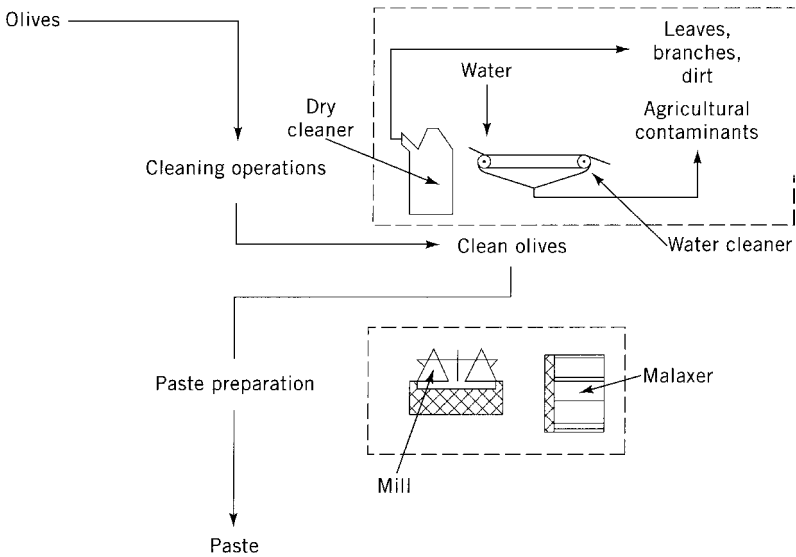 Olives
Leaves,
branches,
dirt
Water
Dry
cleaner
Agricultural
contaminants
Cleaning operations
Clean olives
Water cleaner
Paste preparation
Malaxer
Mill
Paste